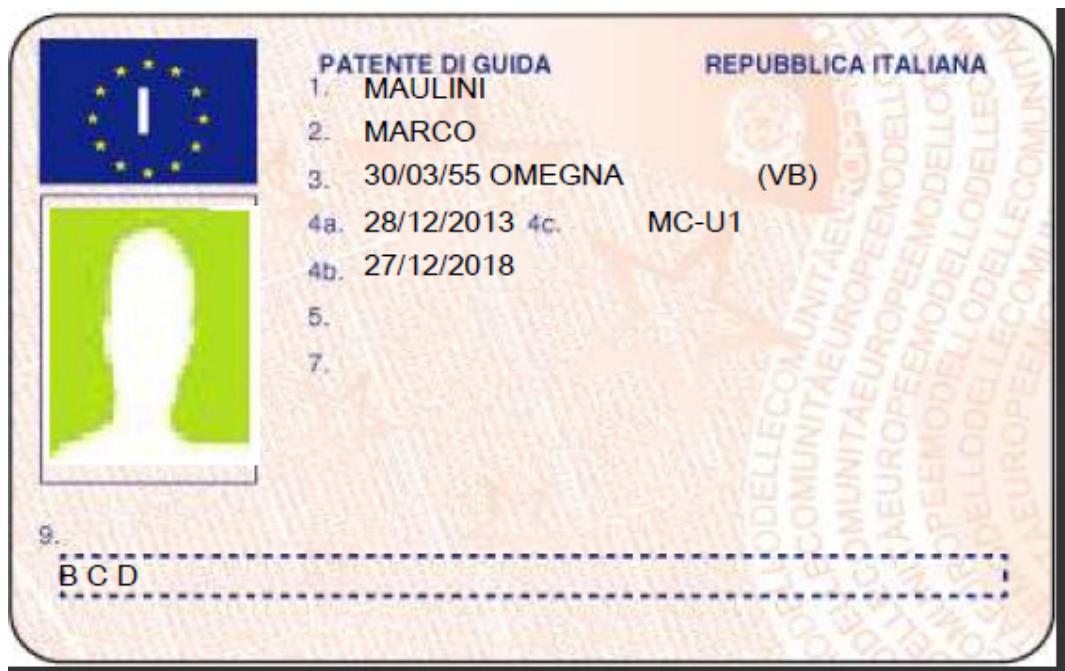 I
PATENTE DI GUIDA REPUBBLICA ITALIANA
1. MAULINI
2. MARCO
3. 30/03/55 OMEGNA (VB)
4a. 28/12/2013 4c. MC-U1
4b. 27/12/2018
5.
7.
9.
B C D